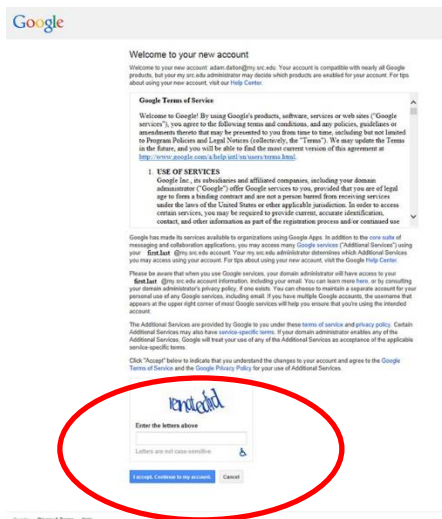 Google
Welcome to your new account
Welcome to your new account: adam.dalton@my.src.edu. Your account is compatible with nearly all Google
products, but your my.src.edu administrator may decide which products are enabled for your account. For tips
about using your new account, visit our Help Center.
Google Terms of Service
Welcome to Google! By using Google's products, software, services or web sites ("Google
services"), you agree to the following terms and conditions, and any policies, guidelines or
amendments thereto that may be presented to you from time to time, including but not limited
to Program Policies and Legal Notices (collectively, the "Terms"). We may update the Terms
in the future, and you will be able to find the most current version of this agreement at
http://www.google.com/a/help/intl/en/users/terms.html.
1. USE OF SERVICES
Google Inc., its subsidiaries and affiliated companies, including your domain
administrator ("Google") offer Google services to you, provided that you are of legal
age to form a binding contract and are not a person barred from receiving services
under the laws of the United States or other applicable jurisdiction. In order to access
certain services, you may be required to provide current, accurate identification,
contact, and other information as part of the registration process and/or continued use
Google has made its services available to organizations using Google Apps. In addition to the core suite of
messaging and collaboration applications, you may access many Google services ("Additional Services") using
your first.last @my.src.edu account. Your my.src.edu administrator determines which Additional Services
you may access using your account. For tips about using your new account, visit the Google Help Center.
Please be aware that when you use Google services, your domain administrator will have access to your
first.last @my.src.edu account information, including your email. You can learn more here, or by consulting
your domain administrator's privacy policy, if one exists. You can choose to maintain a separate account for your
personal use of any Google services, including email. If you have multiple Google accounts, the username that
appears at the upper right corner of most Google services will help you ensure that you're using the intended
account.
The Additional Services are provided by Google to you under these terms of service and privacy policy. Certain
Additional Services may also have service-specific terms. If your domain administrator enables any of the
Additional Services, Google will treat your use of any of the Additional Services as acceptance of the applicable
service-specific terms.
Click "Accept" below to indicate that you understand the changes to your account and agree to the Google
Terms of Service and the Google Privacy Policy for your use of Additional Services.
Enter the letters above
Letters are not case-sensitive
I accept. Continue to my account. Cancel